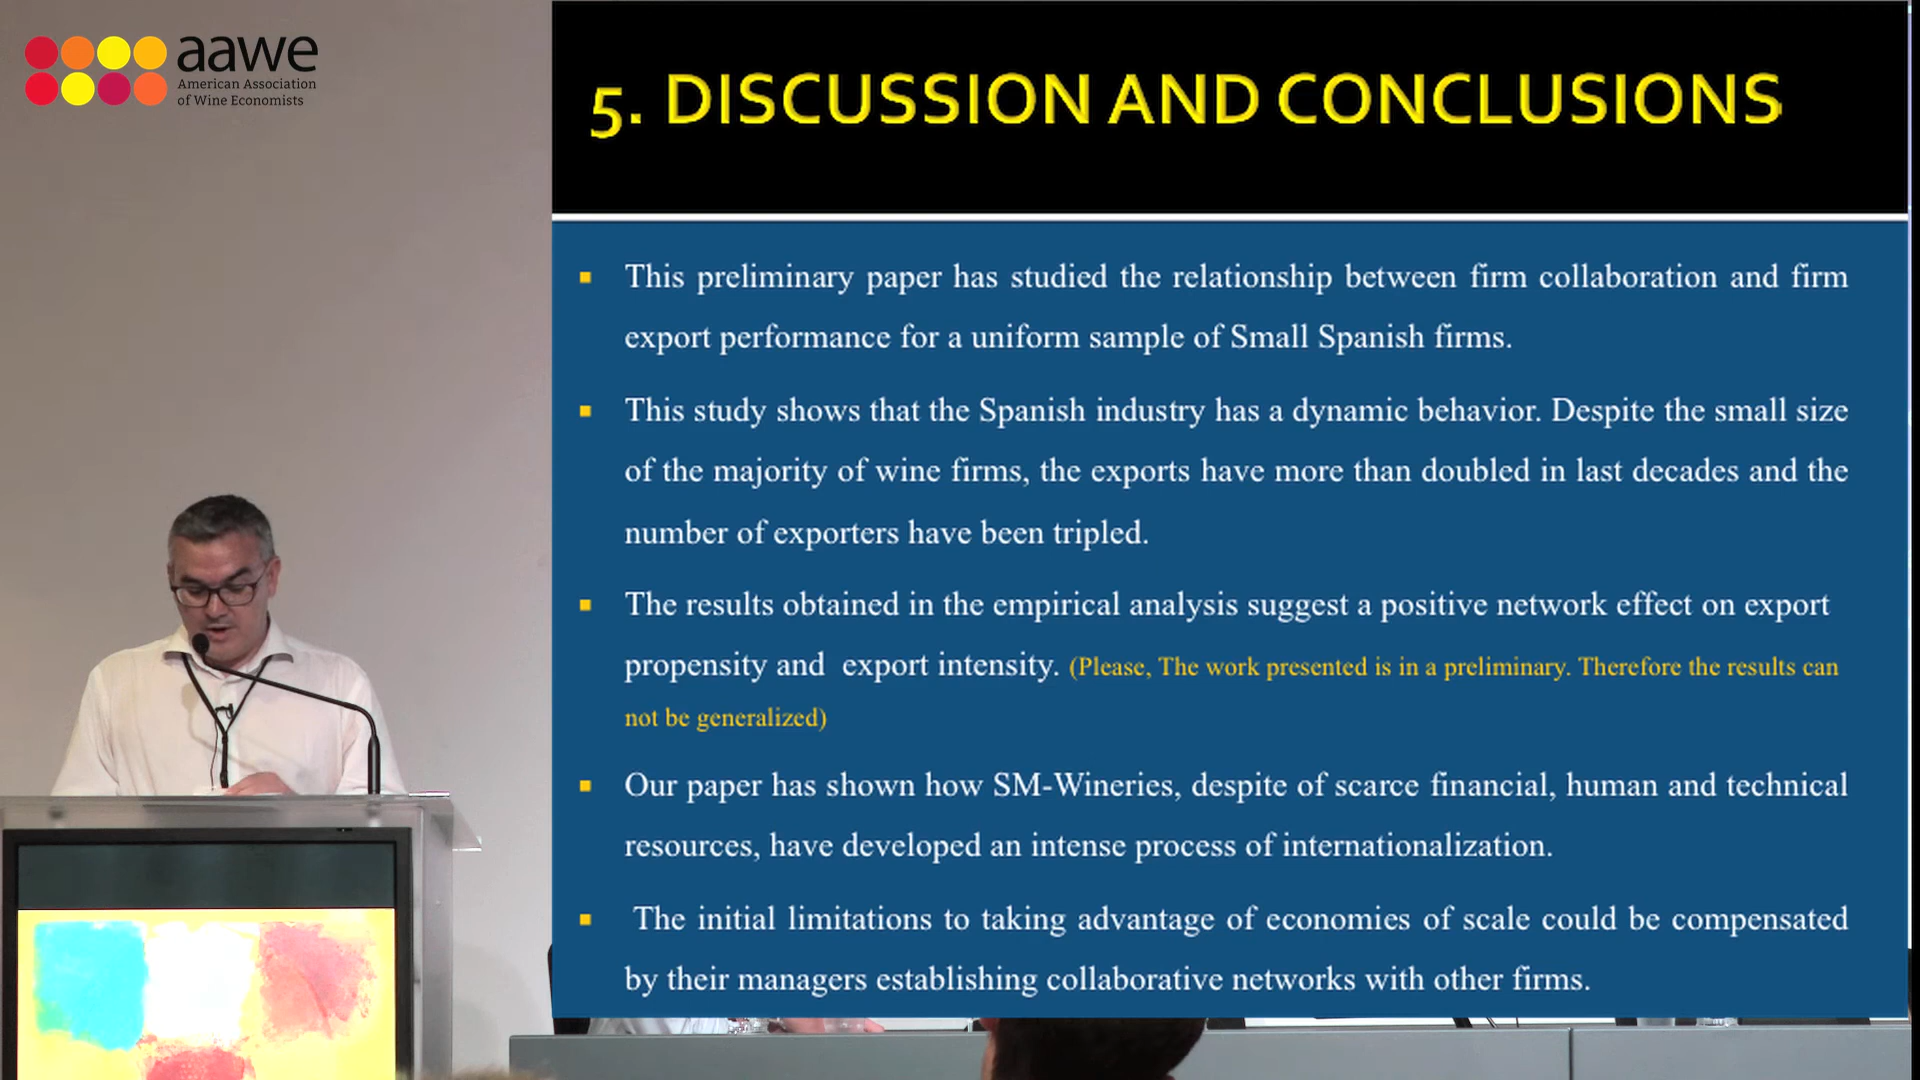 aawe
American Association
of Wine Economists
5. DISCUSSION AND CONCLUSIONS
This preliminary paper has studied the relationship between firm collaboration and firm
export performance for a uniform sample of Small Spanish firms.
This study shows that the Spanish industry has a dynamic behavior. Despite the small size
of the majority of wine firms, the exports have more than doubled in last decades and the
number of exporters have been tripled.
The results obtained in the empirical analysis suggest a positive network effect on export
propensity and export intensity. (Please, The work presented is in a preliminary. Therefore the results can
not be generalized)
Our paper has shown how SM-Wineries, despite of scarce financial, human and technical
resources, have developed an intense process of internationalization.
The initial limitations to taking advantage of economies of scale could be compensated
by their managers establishing collaborative networks with other firms.